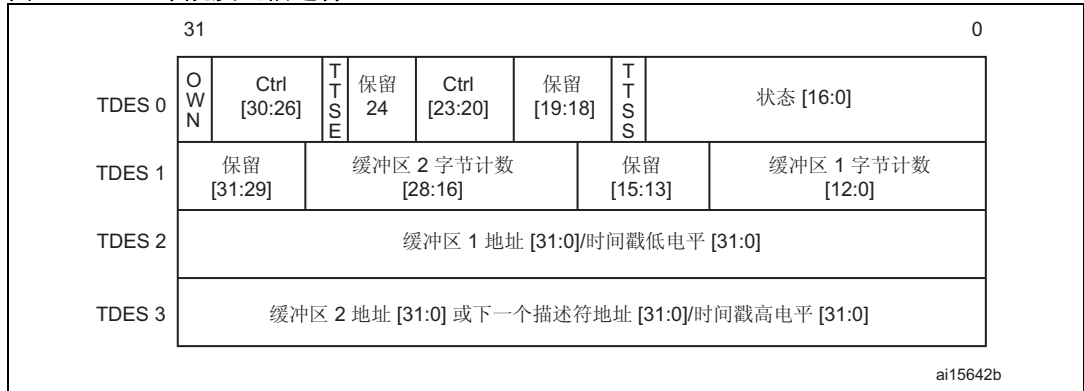 31 0
TDES 0 OWN Ctrl [30:26] TTSE 保留 24 Ctrl [23:20] 保留 [19:18] TTSS 状态 [16:0]
TDES 1 保留 [31:29] 缓冲区 2 字节计数 [28:16] 保留 [15:13] 缓冲区 1 字节计数 [12:0]
TDES 2 缓冲区 1 地址 [31:0]/时间戳低电平 [31:0]
TDES 3 缓冲区 2 地址 [31:0] 或下一个描述符地址 [31:0]/时间戳高电平 [31:0]
ai15642b